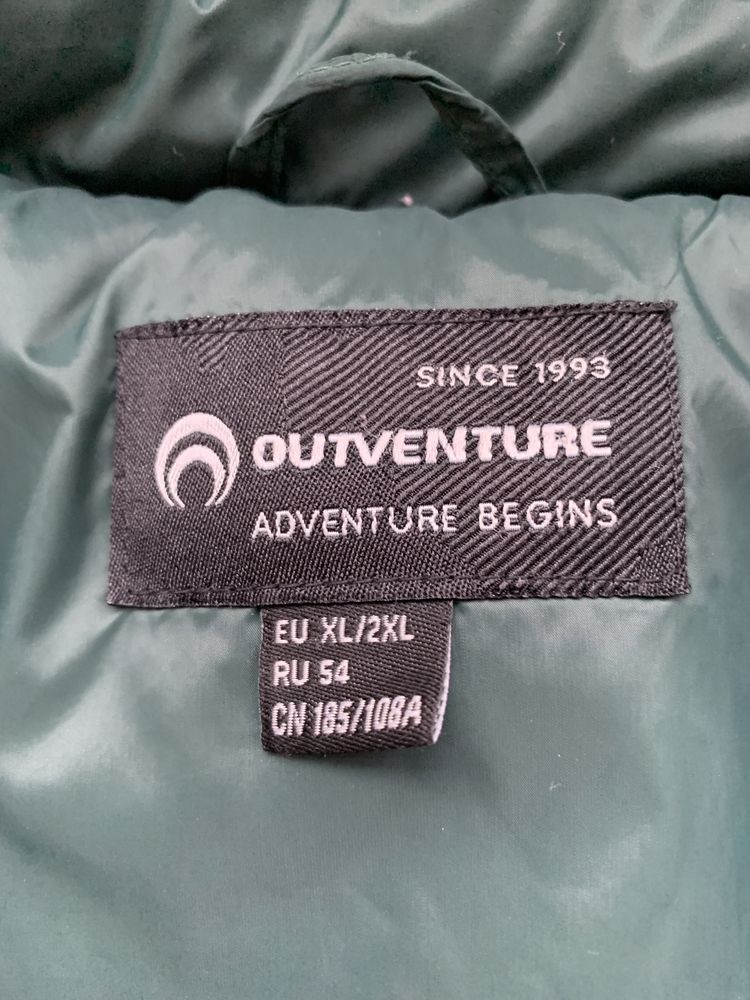 SINCE 1993
OUTVENTURE
ADVENTURE BEGINS
EU XL/2XL
RU 54
CN 185/108A